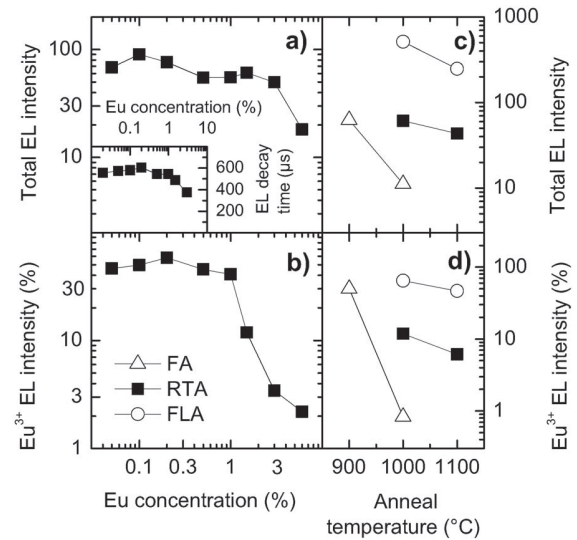 a)
100
30
10
Total EL intensity
Eu concentration (%)
0.1 1 10
600
400
200
EL decay
time (µs)
b)
30
10
3
1
Eu³⁺ EL intensity (%)
FA
RTA
FLA
0.1 0.3 1 3
Eu concentration (%)
c)
1000
100
10
Total EL intensity
d)
100
10
1
Eu³⁺ EL intensity (%)
900 1000 1100
Anneal
temperature (°C)